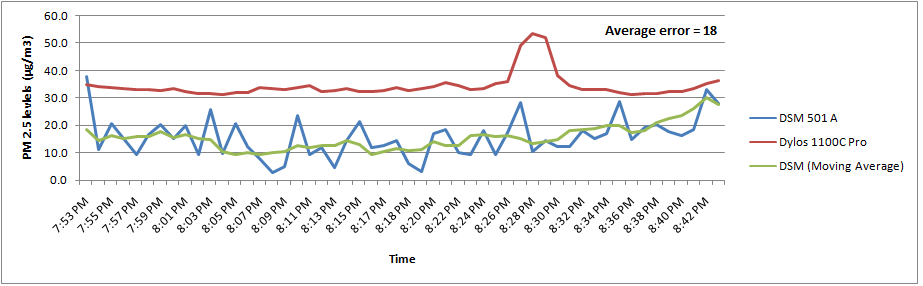 60.0
50.0
40.0
30.0
20.0
10.0
0.0
PM 2.5 levlels (µg/m3)
Average error = 18
DSM 501 A
Dylos 1100C Pro
DSM (Moving Average)
7:53 PM
7:55 PM
7:57 PM
7:59 PM
8:01 PM
8:03 PM
8:05 PM
8:07 PM
8:09 PM
8:11 PM
8:13 PM
8:15 PM
8:17 PM
8:18 PM
8:20 PM
8:22 PM
8:24 PM
8:26 PM
8:28 PM
8:30 PM
8:32 PM
8:34 PM
8:36 PM
8:38 PM
8:40 PM
8:42 PM
Time